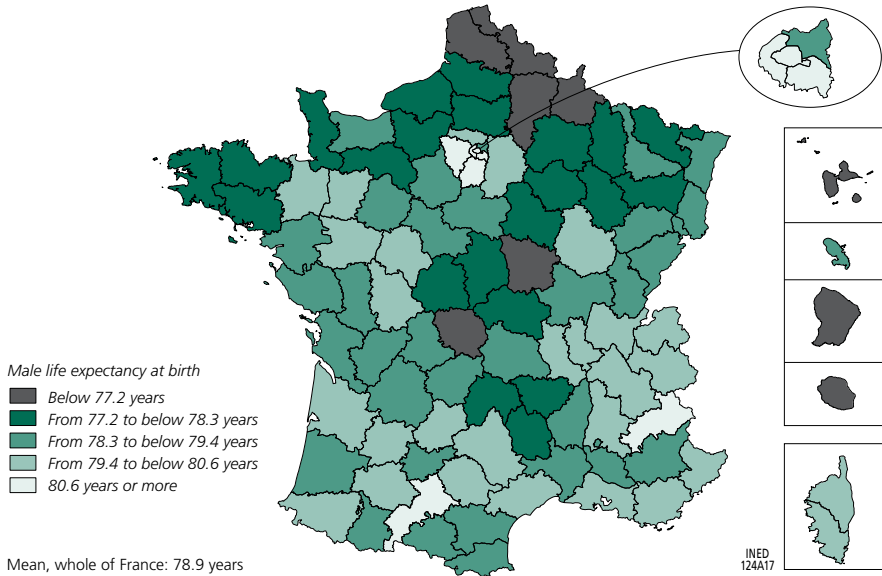 Male life expectancy at birth
Below 77.2 years
From 77.2 to below 78.3 years
From 78.3 to below 79.4 years
From 79.4 to below 80.6 years
80.6 years or more
Mean, whole of France: 78.9 years
INED
124A17